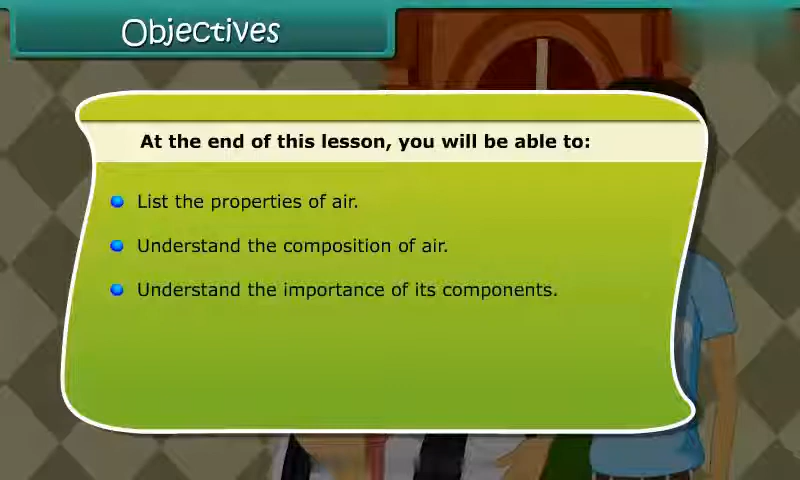 Objectives
At the end of this lesson, you will be able to:
List the properties of air.
Understand the composition of air.
Understand the importance of its components.